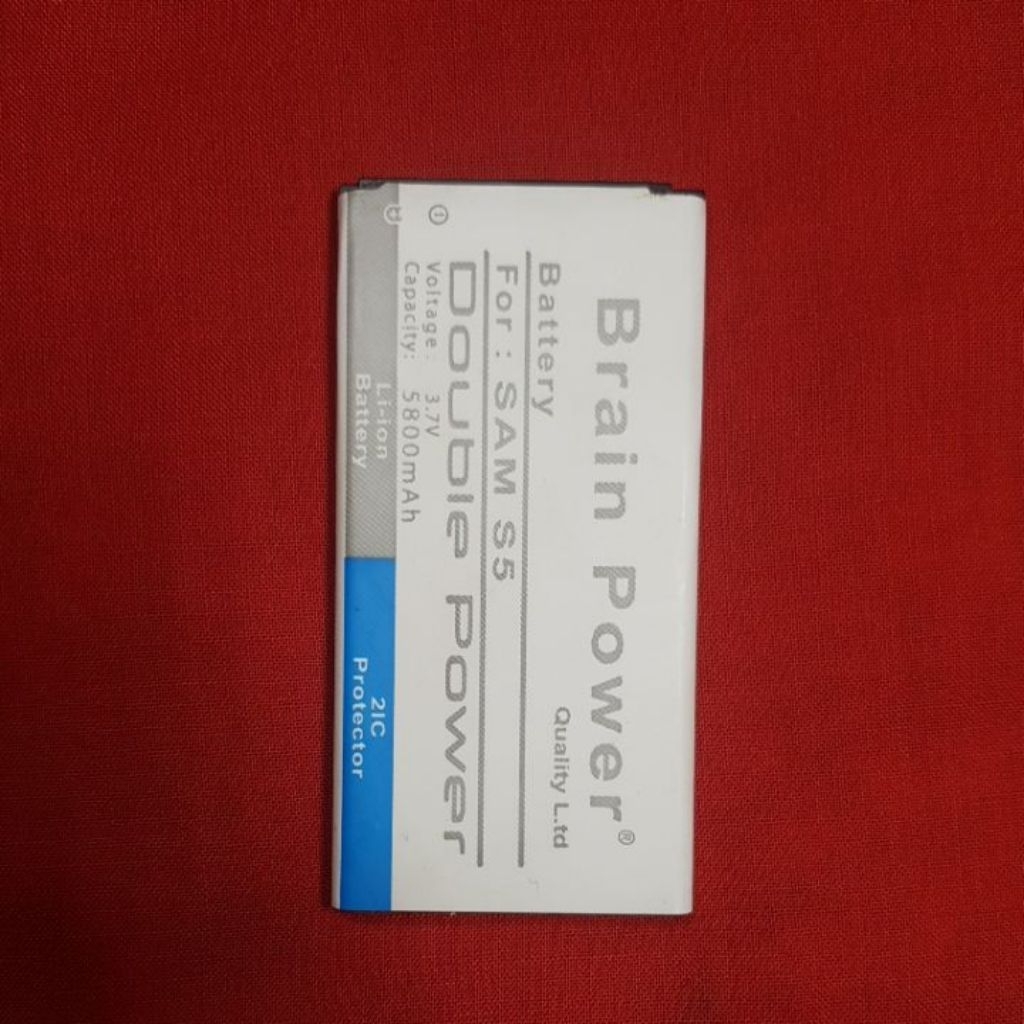 Brain Power®
Battery Quality L.td
For : SAM S5
Double Power
Voltage : 3.7V
Capacity: 5800mAh
Li-ion
Battery
2IC
Protector